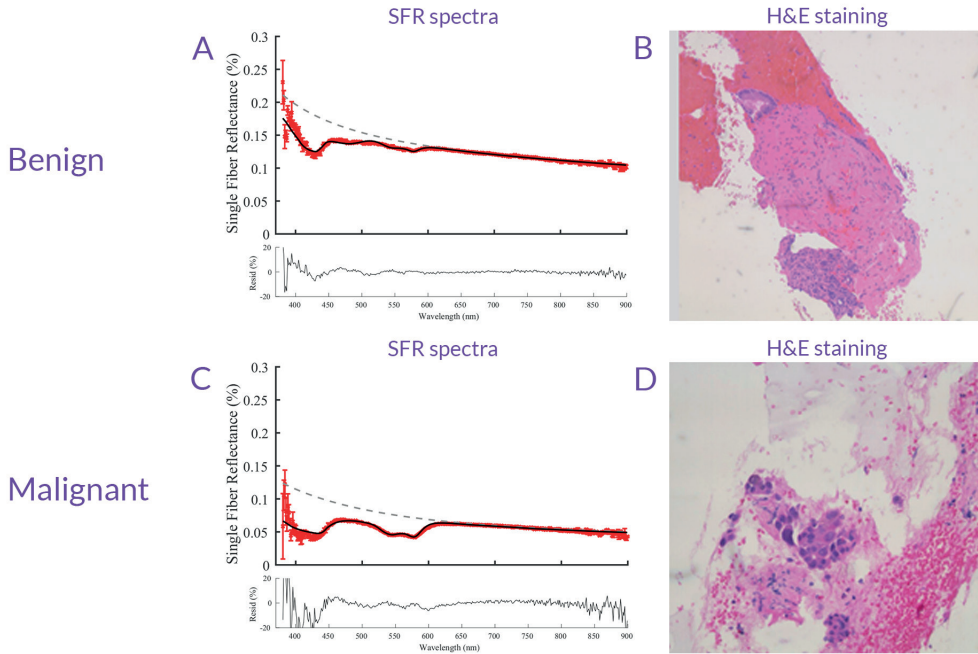 SFR spectra
H&E staining
A
B
Benign
Single Fiber Reflectance (%)
0.3
0.25
0.2
0.15
0.1
0.05
0
Resid (%)
20
0
-20
400 450 500 550 600 650 700 750 800 850 900
Wavelength (nm)
SFR spectra
H&E staining
C
D
Malignant
Single Fiber Reflectance (%)
0.3
0.25
0.2
0.15
0.1
0.05
0
Resid (%)
20
0
-20
400 450 500 550 600 650 700 750 800 850 900
Wavelength (nm)